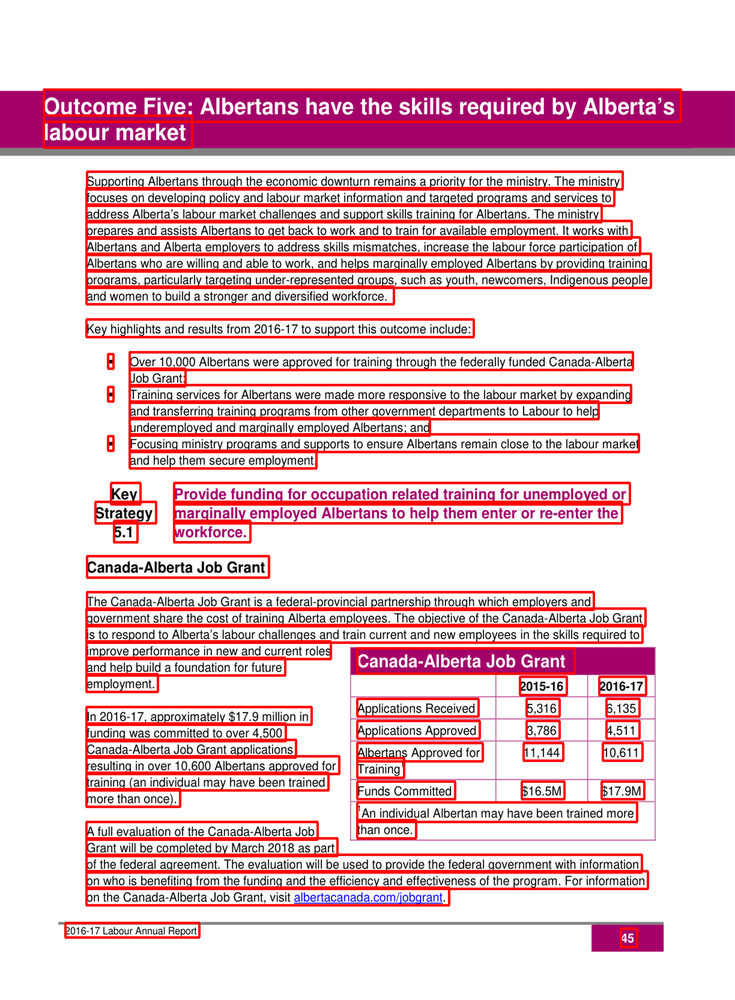 Outcome Five: Albertans have the skills required by Alberta's
labour market
Supporting Albertans through the economic downturn remains a priority for the ministry. The ministry
focuses on developing policy and labour market information and targeted programs and services to
address Alberta's labour market challenges and support skills training for Albertans. The ministry
prepares and assists Albertans to get back to work and to train for available employment. It works with
Albertans and Alberta employers to address skills mismatches, increase the labour force participation of
Albertans who are willing and able to work, and helps marginally employed Albertans by providing training
programs, particularly targeting under-represented groups, such as youth, newcomers, Indigenous people
and women to build a stronger and diversified workforce.
Key highlights and results from 2016-17 to support this outcome include:
• Over 10,000 Albertans were approved for training through the federally funded Canada-Alberta
Job Grant;
• Training services for Albertans were made more responsive to the labour market by expanding
and transferring training programs from other government departments to Labour to help
underemployed and marginally employed Albertans; and
• Focusing ministry programs and supports to ensure Albertans remain close to the labour market
and help them secure employment.
Key
Strategy
5.1
Provide funding for occupation related training for unemployed or
marginally employed Albertans to help them enter or re-enter the
workforce.
Canada-Alberta Job Grant
The Canada-Alberta Job Grant is a federal-provincial partnership through which employers and
government share the cost of training Alberta employees. The objective of the Canada-Alberta Job Grant
is to respond to Alberta's labour challenges and train current and new employees in the skills required to
improve performance in new and current roles
and help build a foundation for future
employment.
In 2016-17, approximately $17.9 million in
funding was committed to over 4,500
Canada-Alberta Job Grant applications
resulting in over 10,600 Albertans approved for
training (an individual may have been trained
more than once).
Canada-Alberta Job Grant
2015-16 2016-17
Applications Received 5,316 6,135
Applications Approved 3,786 4,511
Albertans Approved for 11,144 10,611
Training
Funds Committed $16.5M $17.9M
¹An individual Albertan may have been trained more
than once.
A full evaluation of the Canada-Alberta Job
Grant will be completed by March 2018 as part
of the federal agreement. The evaluation will be used to provide the federal government with information
on who is benefiting from the funding and the efficiency and effectiveness of the program. For information
on the Canada-Alberta Job Grant, visit albertacanada.com/jobgrant.
2016-17 Labour Annual Report
45